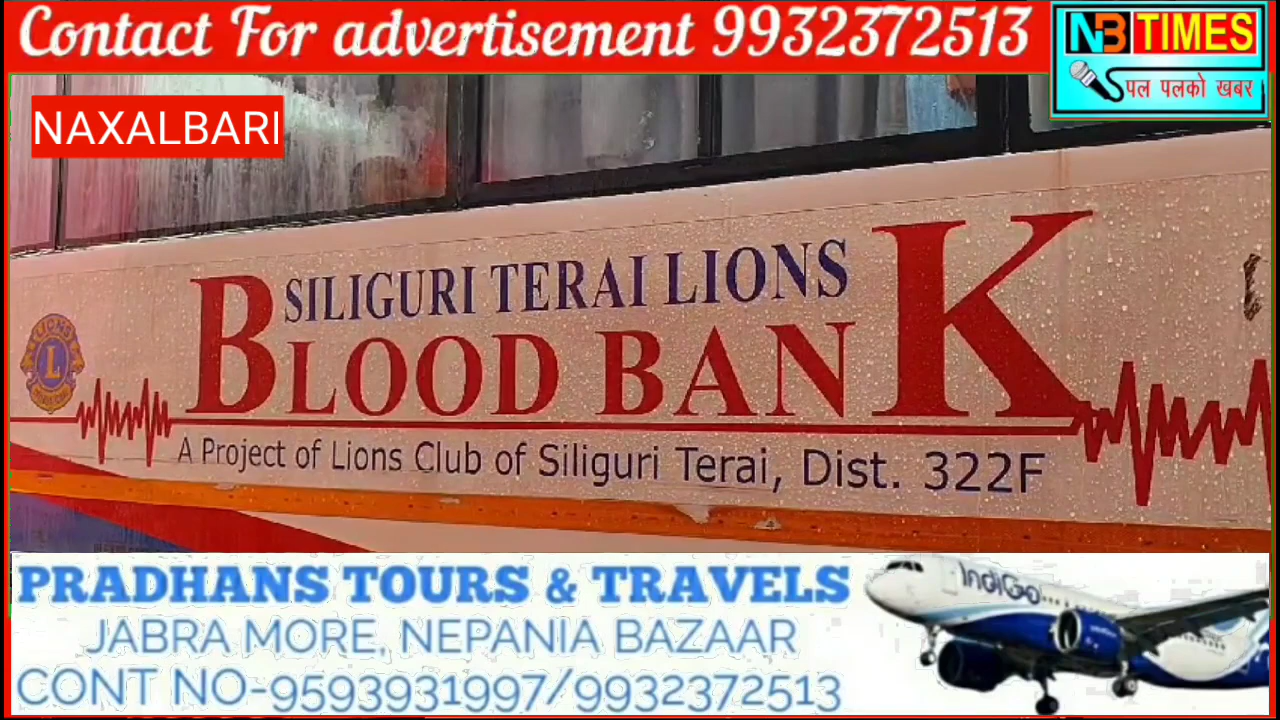 Contact For advertisement 9932372513
NB TIMES
पल पलको खबर
NAXALBARI
SILIGURI TERAI LIONS
BLOOD BANK
LIONS
L
A Project of Lions Club of Siliguri Terai, Dist. 322F
PRADHANS TOURS & TRAVELS
JABRA MORE, NEPANIA BAZAAR
CONT NO-9593931997/9932372513
IndiGo